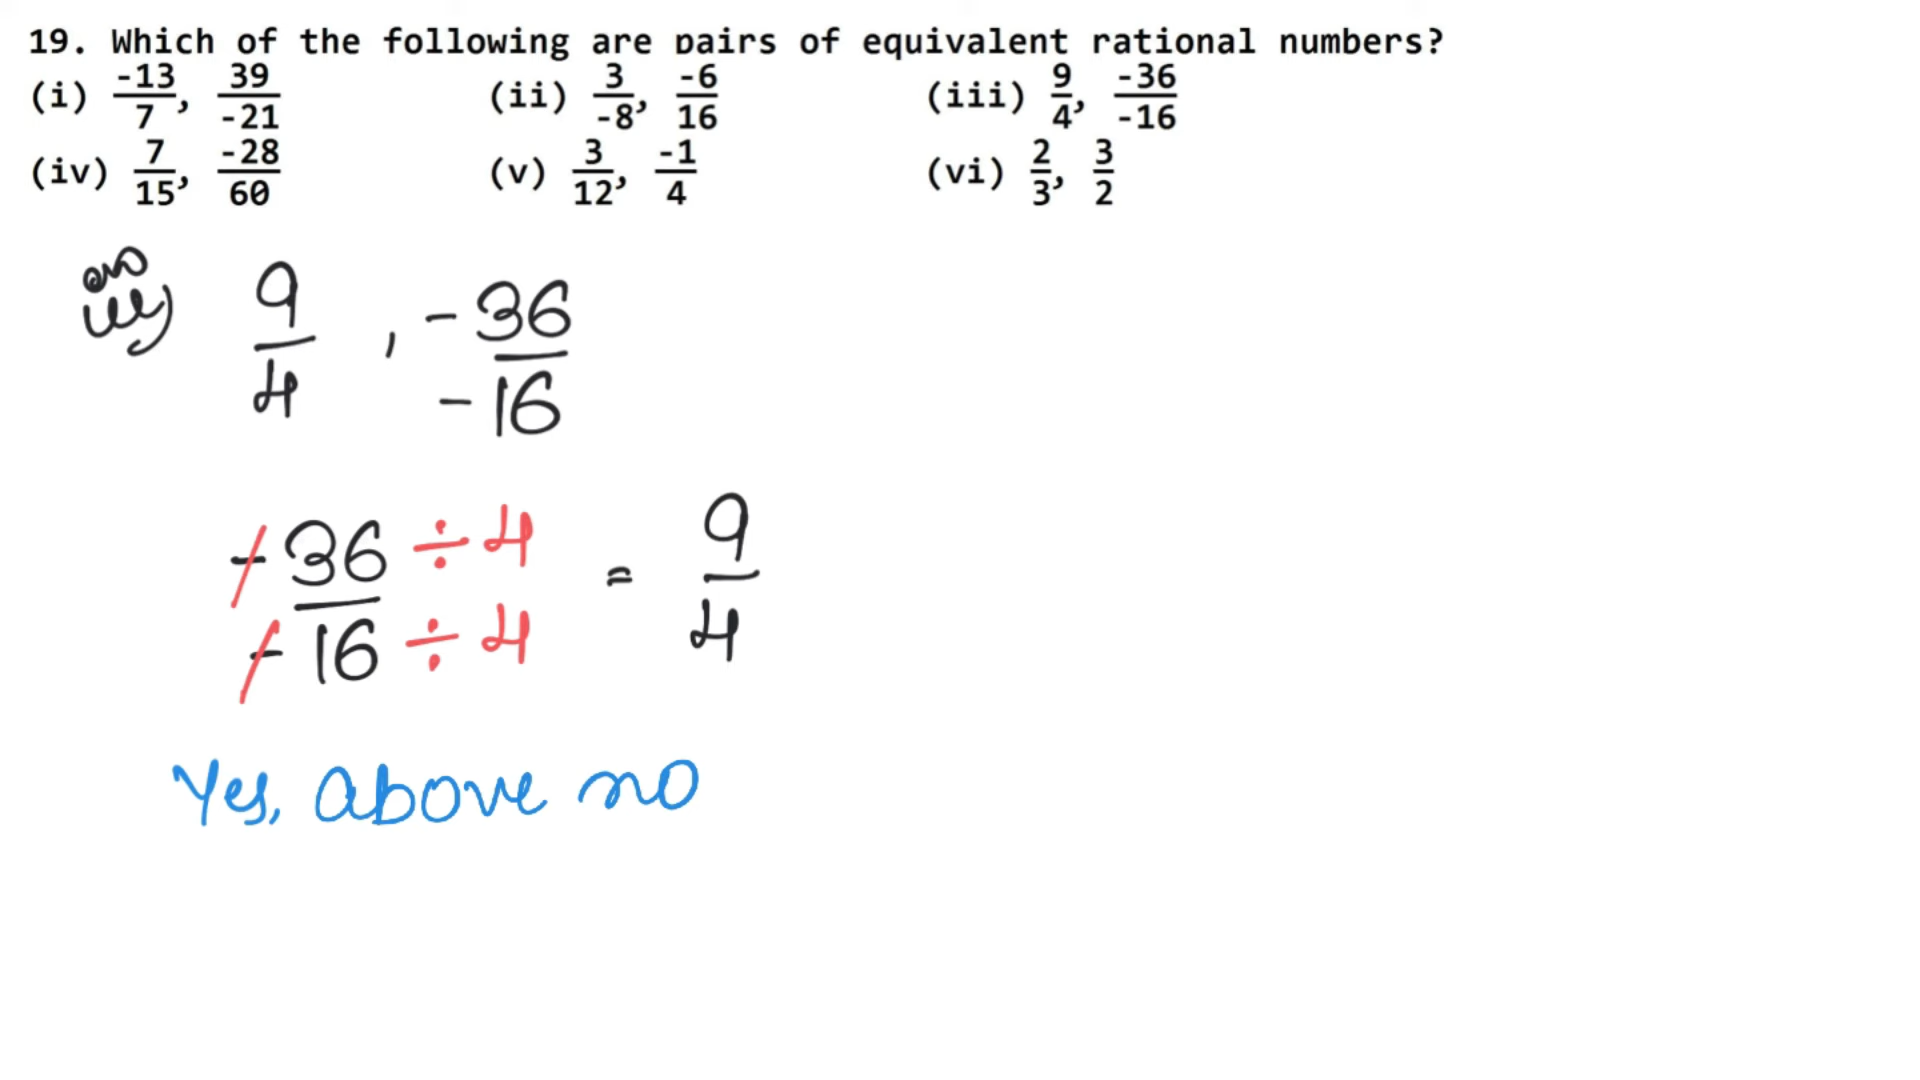 19. Which of the following are pairs of equivalent rational numbers?
(i) -13/7, 39/-21 (ii) 3/-8, -6/16 (iii) 9/4, -36/-16
(iv) 7/15, -28/60 (v) 3/12, -1/4 (vi) 2/3, 3/2
ans
iii) 9/4, -36/-16
-36 ÷ 4/-16 ÷ 4 = 9/4
Yes, above no